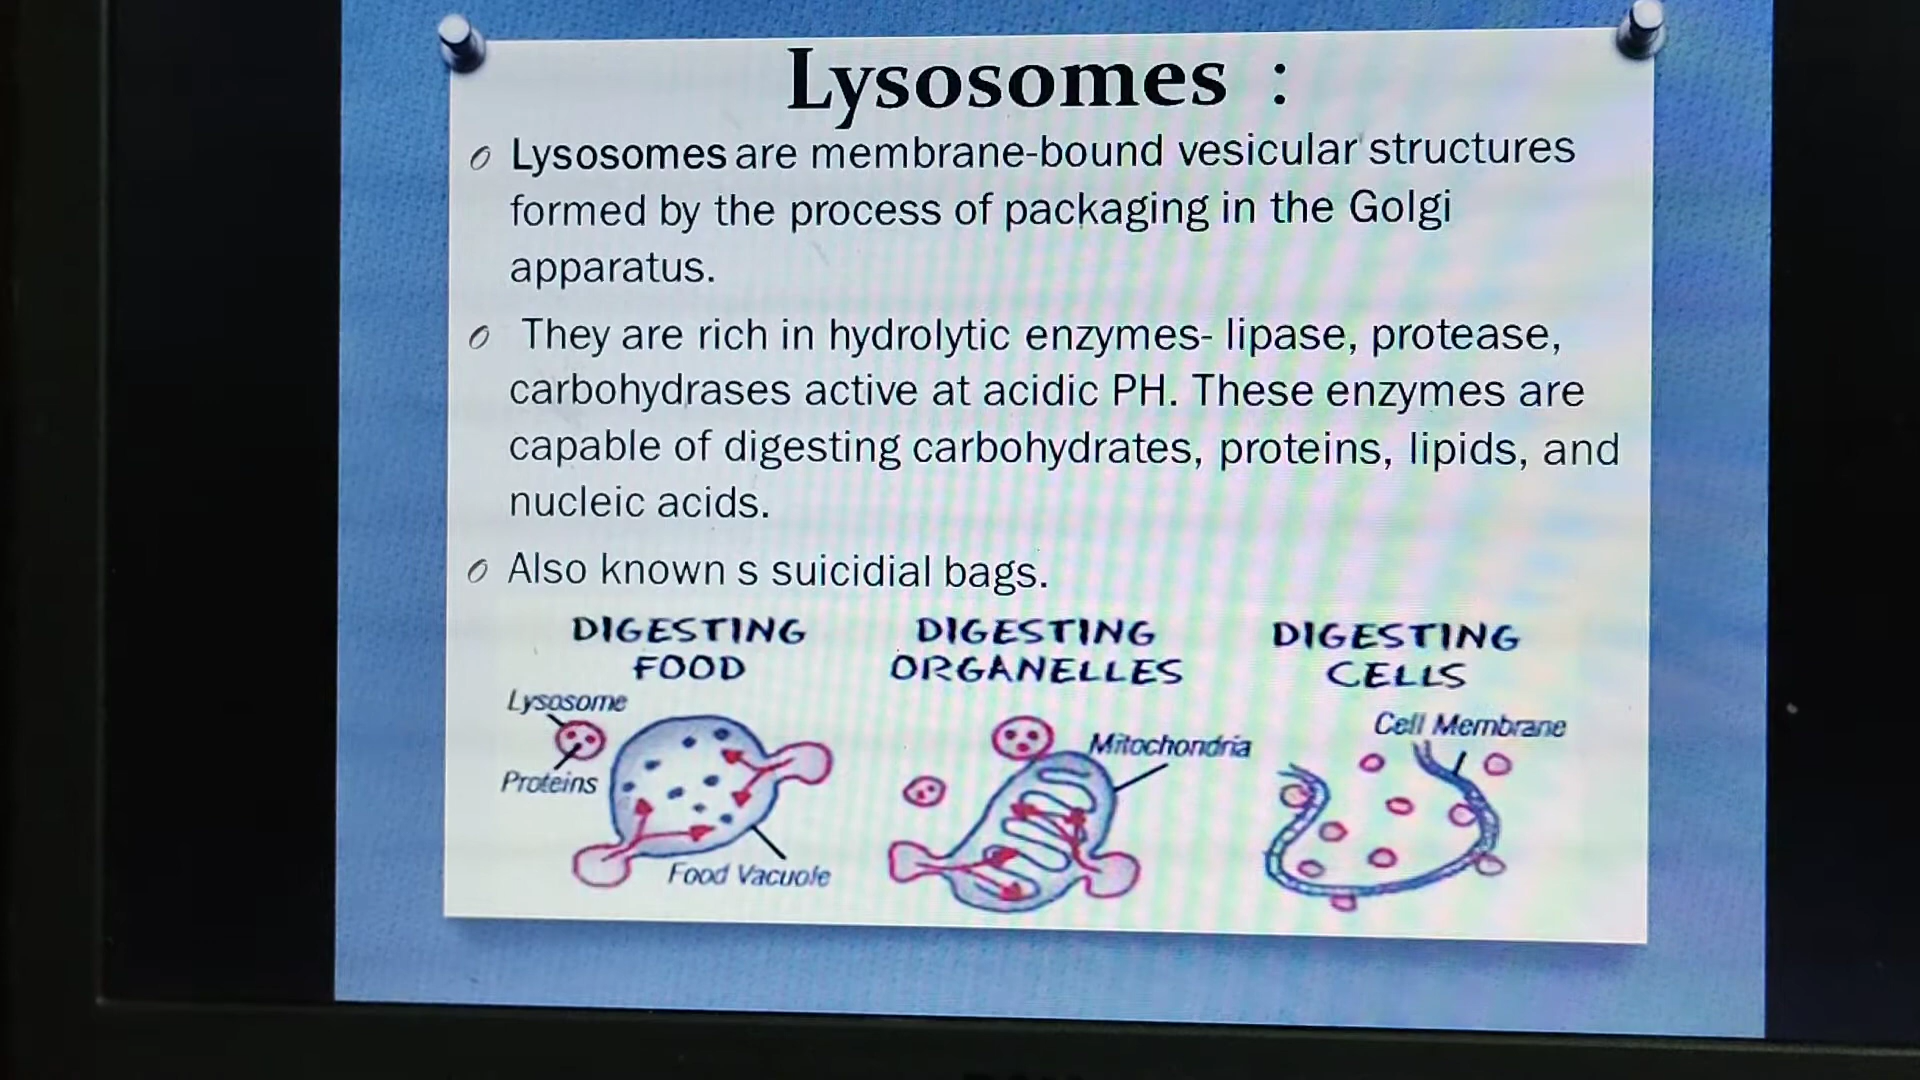 Lysosomes :
Lysosomes are membrane-bound vesicular structures
formed by the process of packaging in the Golgi
apparatus.
They are rich in hydrolytic enzymes- lipase, protease,
carbohydrases active at acidic PH. These enzymes are
capable of digesting carbohydrates, proteins, lipids, and
nucleic acids.
Also known s suicidial bags.
DIGESTING
FOOD
Lysosome
Proteins
Food Vacuole
DIGESTING
ORGANELLES
Mitochondria
DIGESTING
CELLS
Cell Membrane